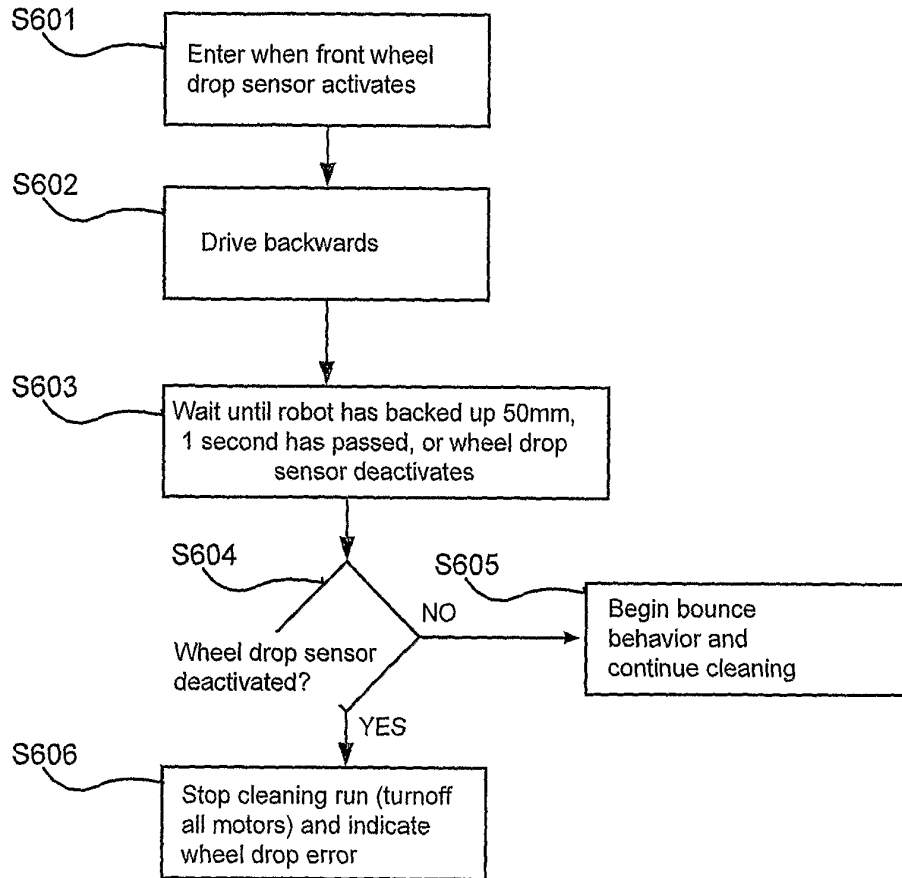 S601
Enter when front wheel
drop sensor activates
S602
Drive backwards
S603
Wait until robot has backed up 50mm,
1 second has passed, or wheel drop
sensor deactivates
S604
Wheel drop sensor
deactivated?
NO
S605
Begin bounce
behavior and
continue cleaning
YES
S606
Stop cleaning run (turnoff
all motors) and indicate
wheel drop error